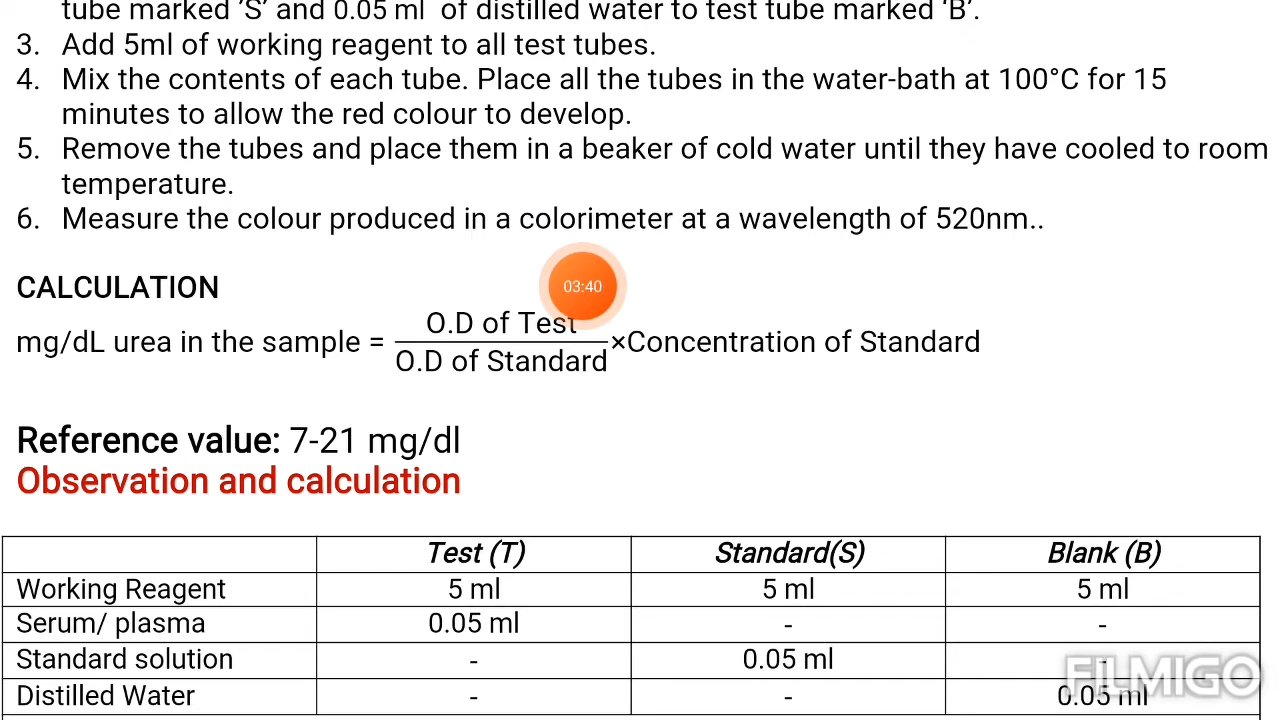 tube marked ‘S’ and 0.05 ml of distilled water to test tube marked ‘B’.
3. Add 5ml of working reagent to all test tubes.
4. Mix the contents of each tube. Place all the tubes in the water-bath at 100°C for 15
minutes to allow the red colour to develop.
5. Remove the tubes and place them in a beaker of cold water until they have cooled to room
temperature.
6. Measure the colour produced in a colorimeter at a wavelength of 520nm..
CALCULATION
03:40
mg/dL urea in the sample = O.D of Test / O.D of Standard ×Concentration of Standard
Reference value: 7-21 mg/dl
Observation and calculation
Test (T) Standard(S) Blank (B)
Working Reagent 5 ml 5 ml 5 ml
Serum/ plasma 0.05 ml - -
Standard solution - 0.05 ml -
Distilled Water - - 0.05 ml
FILMIGO